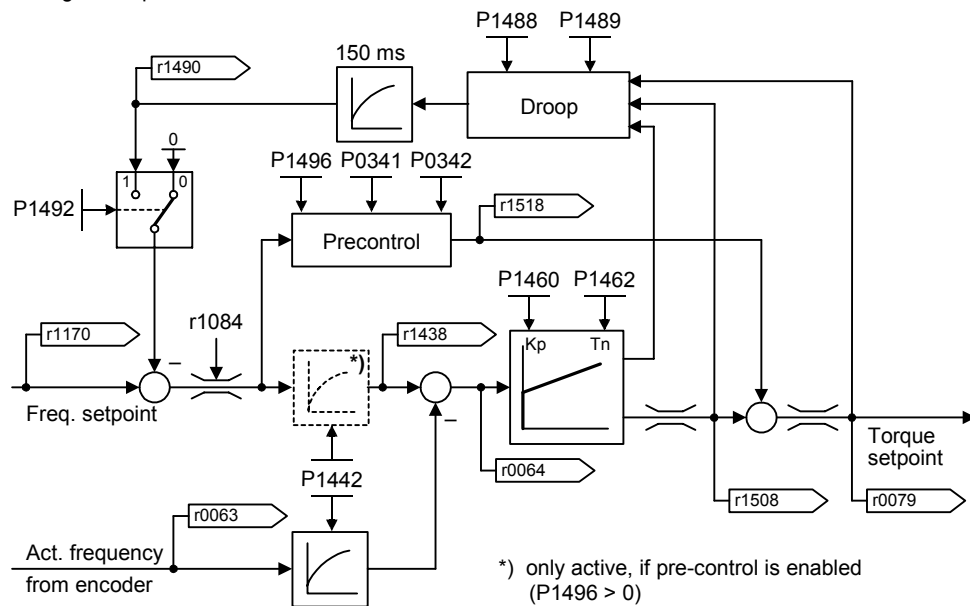 P1488 P1489
150 ms
r1490
Droop
0
P1496 P0341 P0342
1 0
P1492
r1518
Precontrol
P1460 P1462
r1170
r1084
r1438
Kp Tn
*)
–
Freq. setpoint
–
Torque
setpoint
r0064
P1442
r1508
r0079
r0063
Act. frequency
from encoder
*) only active, if pre-control is enabled
(P1496 > 0)